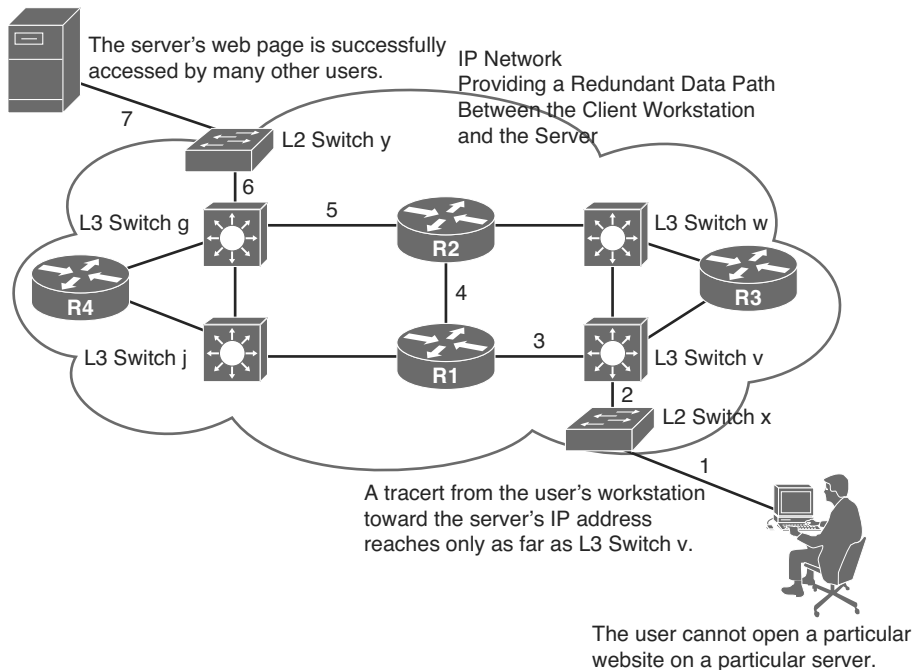 The server's web page is successfully
accessed by many other users.
IP Network
Providing a Redundant Data Path
Between the Client Workstation
and the Server
7
L2 Switch y
6
L3 Switch g
5
R2
L3 Switch w
R4
4
R3
L3 Switch j
R1
3
L3 Switch v
2
L2 Switch x
1
A tracert from the user's workstation
toward the server's IP address
reaches only as far as L3 Switch v.
The user cannot open a particular
website on a particular server.